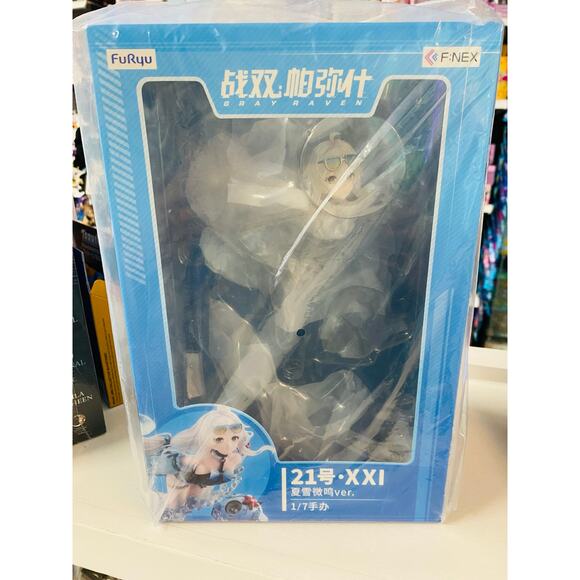 FuRyu
F:NEX
战双:帕弥什
GRAY RAVEN
21号·XXI
夏雪微鸣ver.
1/7手办